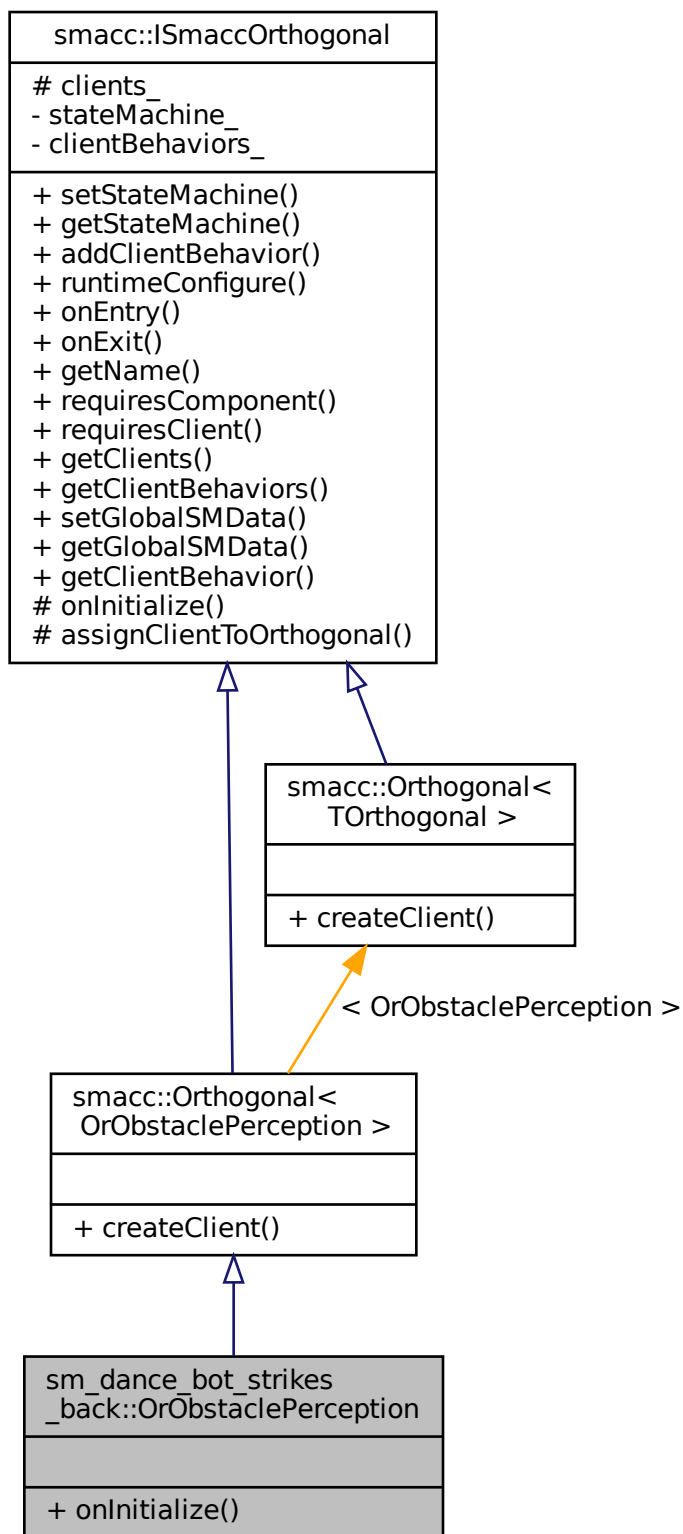 smacc::ISmaccOrthogonal
# clients_
- stateMachine_
- clientBehaviors_
+ setStateMachine()
+ getStateMachine()
+ addClientBehavior()
+ runtimeConfigure()
+ onEntry()
+ onExit()
+ getName()
+ requiresComponent()
+ requiresClient()
+ getClients()
+ getClientBehaviors()
+ setGlobalSMData()
+ getGlobalSMData()
+ getClientBehavior()
# onInitialize()
# assignClientToOrthogonal()
smacc::Orthogonal<
TOrthogonal >
+ createClient()
< OrObstaclePerception >
smacc::Orthogonal<
OrObstaclePerception >
+ createClient()
sm_dance_bot_strikes
_back::OrObstaclePerception
+ onInitialize()